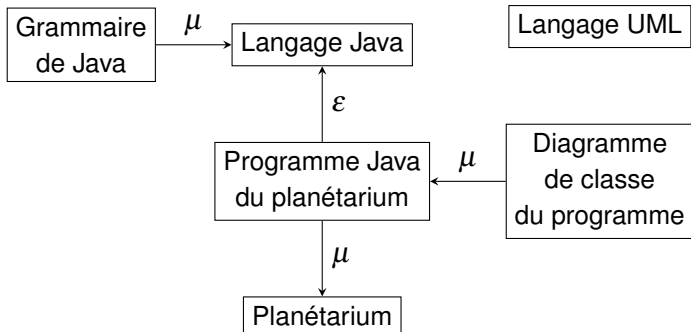 Grammaire
de Java
μ
Langage Java
Langage UML
ε
Programme Java
du planétarium
μ
Diagramme
de classe
du programme
μ
Planétarium